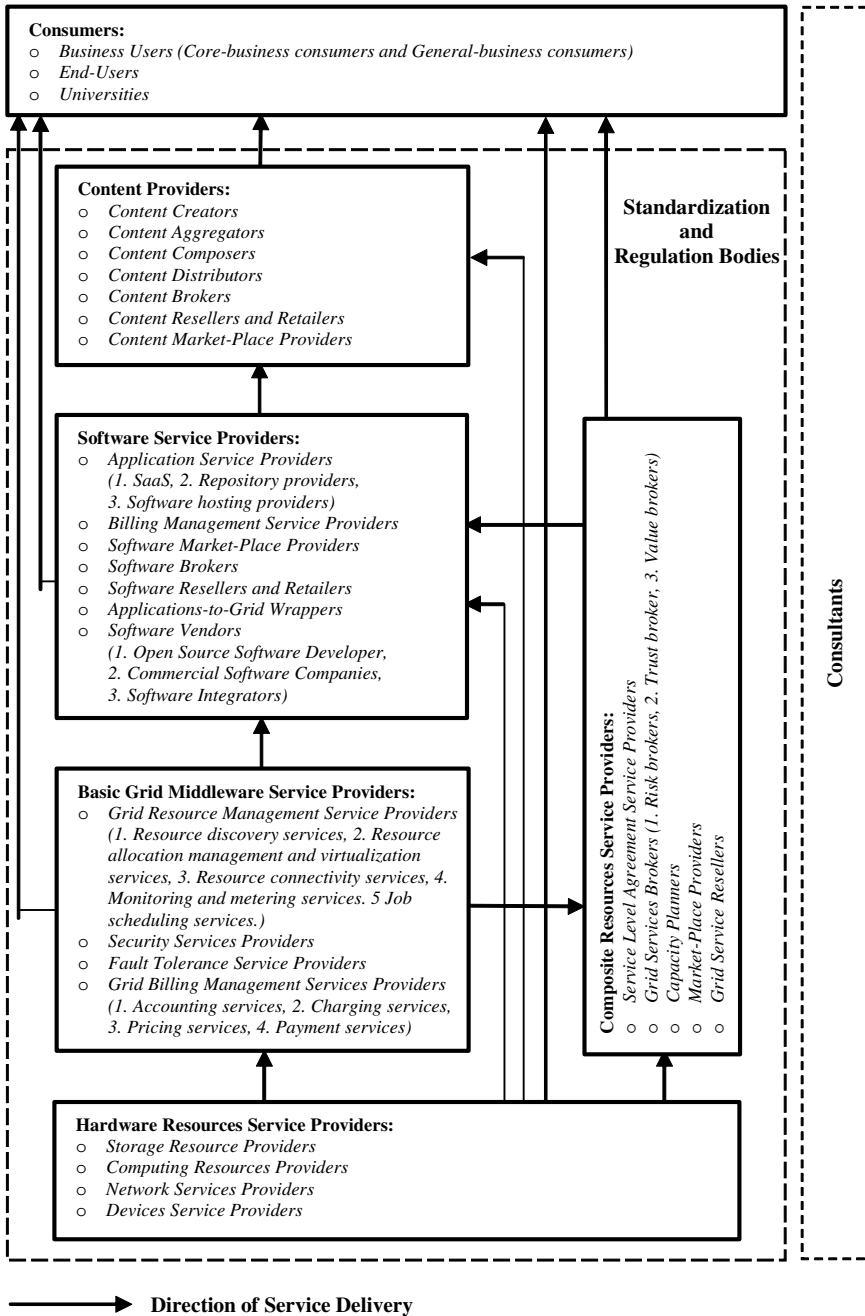 Consumers:
o Business Users (Core-business consumers and General-business consumers)
o End-Users
o Universities
Content Providers:
o Content Creators
o Content Aggregators
o Content Composers
o Content Distributors
o Content Brokers
o Content Resellers and Retailers
o Content Market-Place Providers
Standardization
and
Regulation Bodies
Software Service Providers:
o Application Service Providers
(1. SaaS, 2. Repository providers,
3. Software hosting providers)
o Billing Management Service Providers
o Software Market-Place Providers
o Software Brokers
o Software Resellers and Retailers
o Applications-to-Grid Wrappers
o Software Vendors
(1. Open Source Software Developer,
2. Commercial Software Companies,
3. Software Integrators)
Basic Grid Middleware Service Providers:
o Grid Resource Management Service Providers
(1. Resource discovery services, 2. Resource
allocation management and virtualization
services, 3. Resource connectivity services, 4.
Monitoring and metering services. 5 Job
scheduling services.)
o Security Services Providers
o Fault Tolerance Service Providers
o Grid Billing Management Services Providers
(1. Accounting services, 2. Charging services,
3. Pricing services, 4. Payment services)
Composite Resources Service Providers:
o Service Level Agreement Service Providers
o Grid Services Brokers (1. Risk brokers, 2. Trust broker, 3. Value brokers)
o Capacity Planners
o Market-Place Providers
o Grid Service Resellers
Hardware Resources Service Providers:
o Storage Resource Providers
o Computing Resources Providers
o Network Services Providers
o Devices Service Providers
Consultants
Direction of Service Delivery